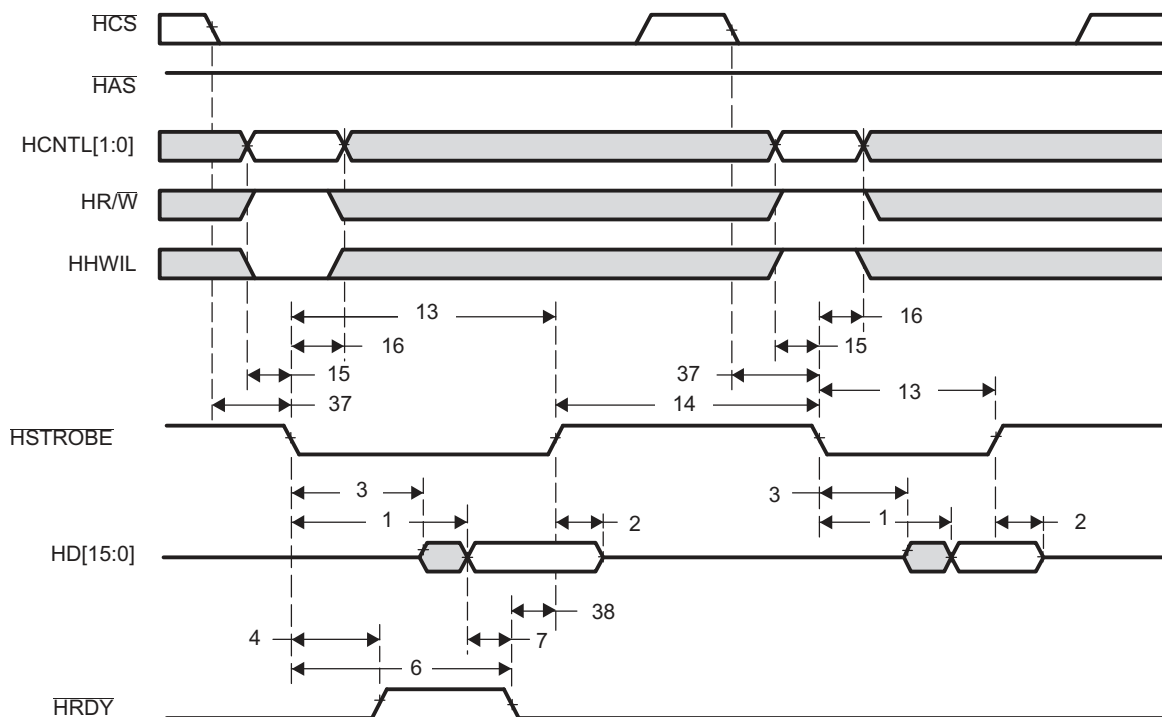 HCS
HAS
HCNTL[1:0]
HR/W
HHWIL
13
16
16
15
15
37
37
13
14
HSTROBE
3
3
1
2
1
2
HD[15:0]
38
4
7
6
HRDY